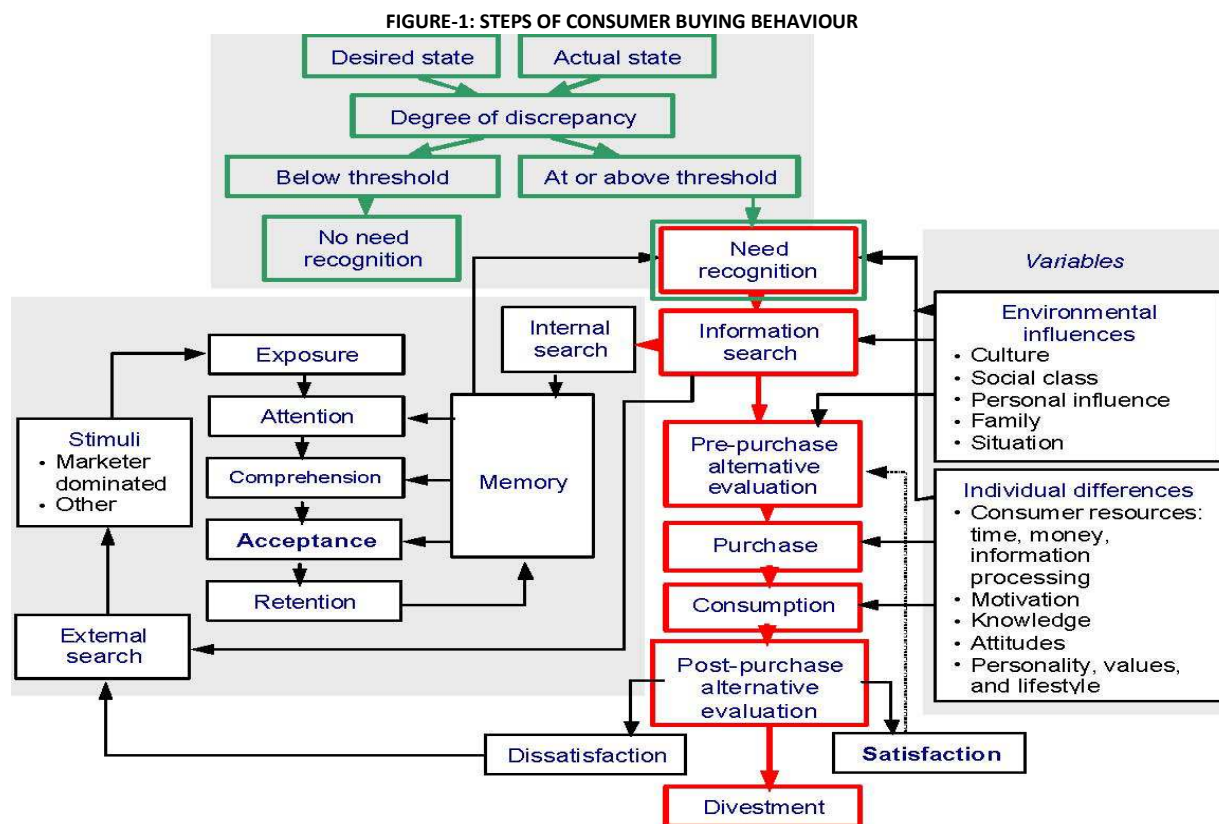 FIGURE-1: STEPS OF CONSUMER BUYING BEHAVIOUR
Desired state
Actual state
Degree of discrepancy
Below threshold
At or above threshold
No need
recognition
Need
recognition
Variables
Environmental
influences
• Culture
• Social class
• Personal influence
• Family
• Situation
Internal
search
Information
search
Exposure
Attention
Stimuli
• Marketer
dominated
• Other
Comprehension
Memory
Pre-purchase
alternative
evaluation
Individual differences
• Consumer resources:
time, money,
information
processing
• Motivation
• Knowledge
• Attitudes
• Personality, values,
and lifestyle
Acceptance
Purchase
Retention
Consumption
External
search
Post-purchase
alternative
evaluation
Dissatisfaction
Satisfaction
Divestment